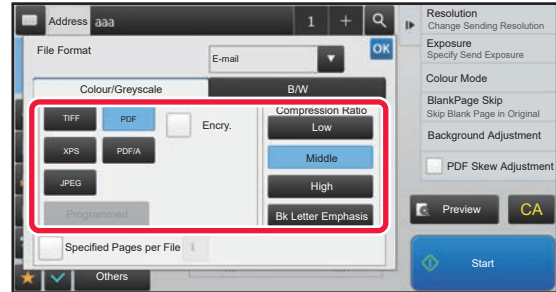 Address aaa 1 +
File Format
E-mail
OK
Colour/Greyscale B/W
TIFF PDF Encry.
XPS PDF/A
JPEG
Programmed
Compression Ratio
Low
Middle
High
Bk Letter Emphasis
Specified Pages per File 1
Others
Resolution
Change Sending Resolution
Exposure
Specify Send Exposure
Colour Mode
BlankPage Skip
Skip Blank Page in Original
Background Adjustment
PDF Skew Adjustment
Preview CA
Start